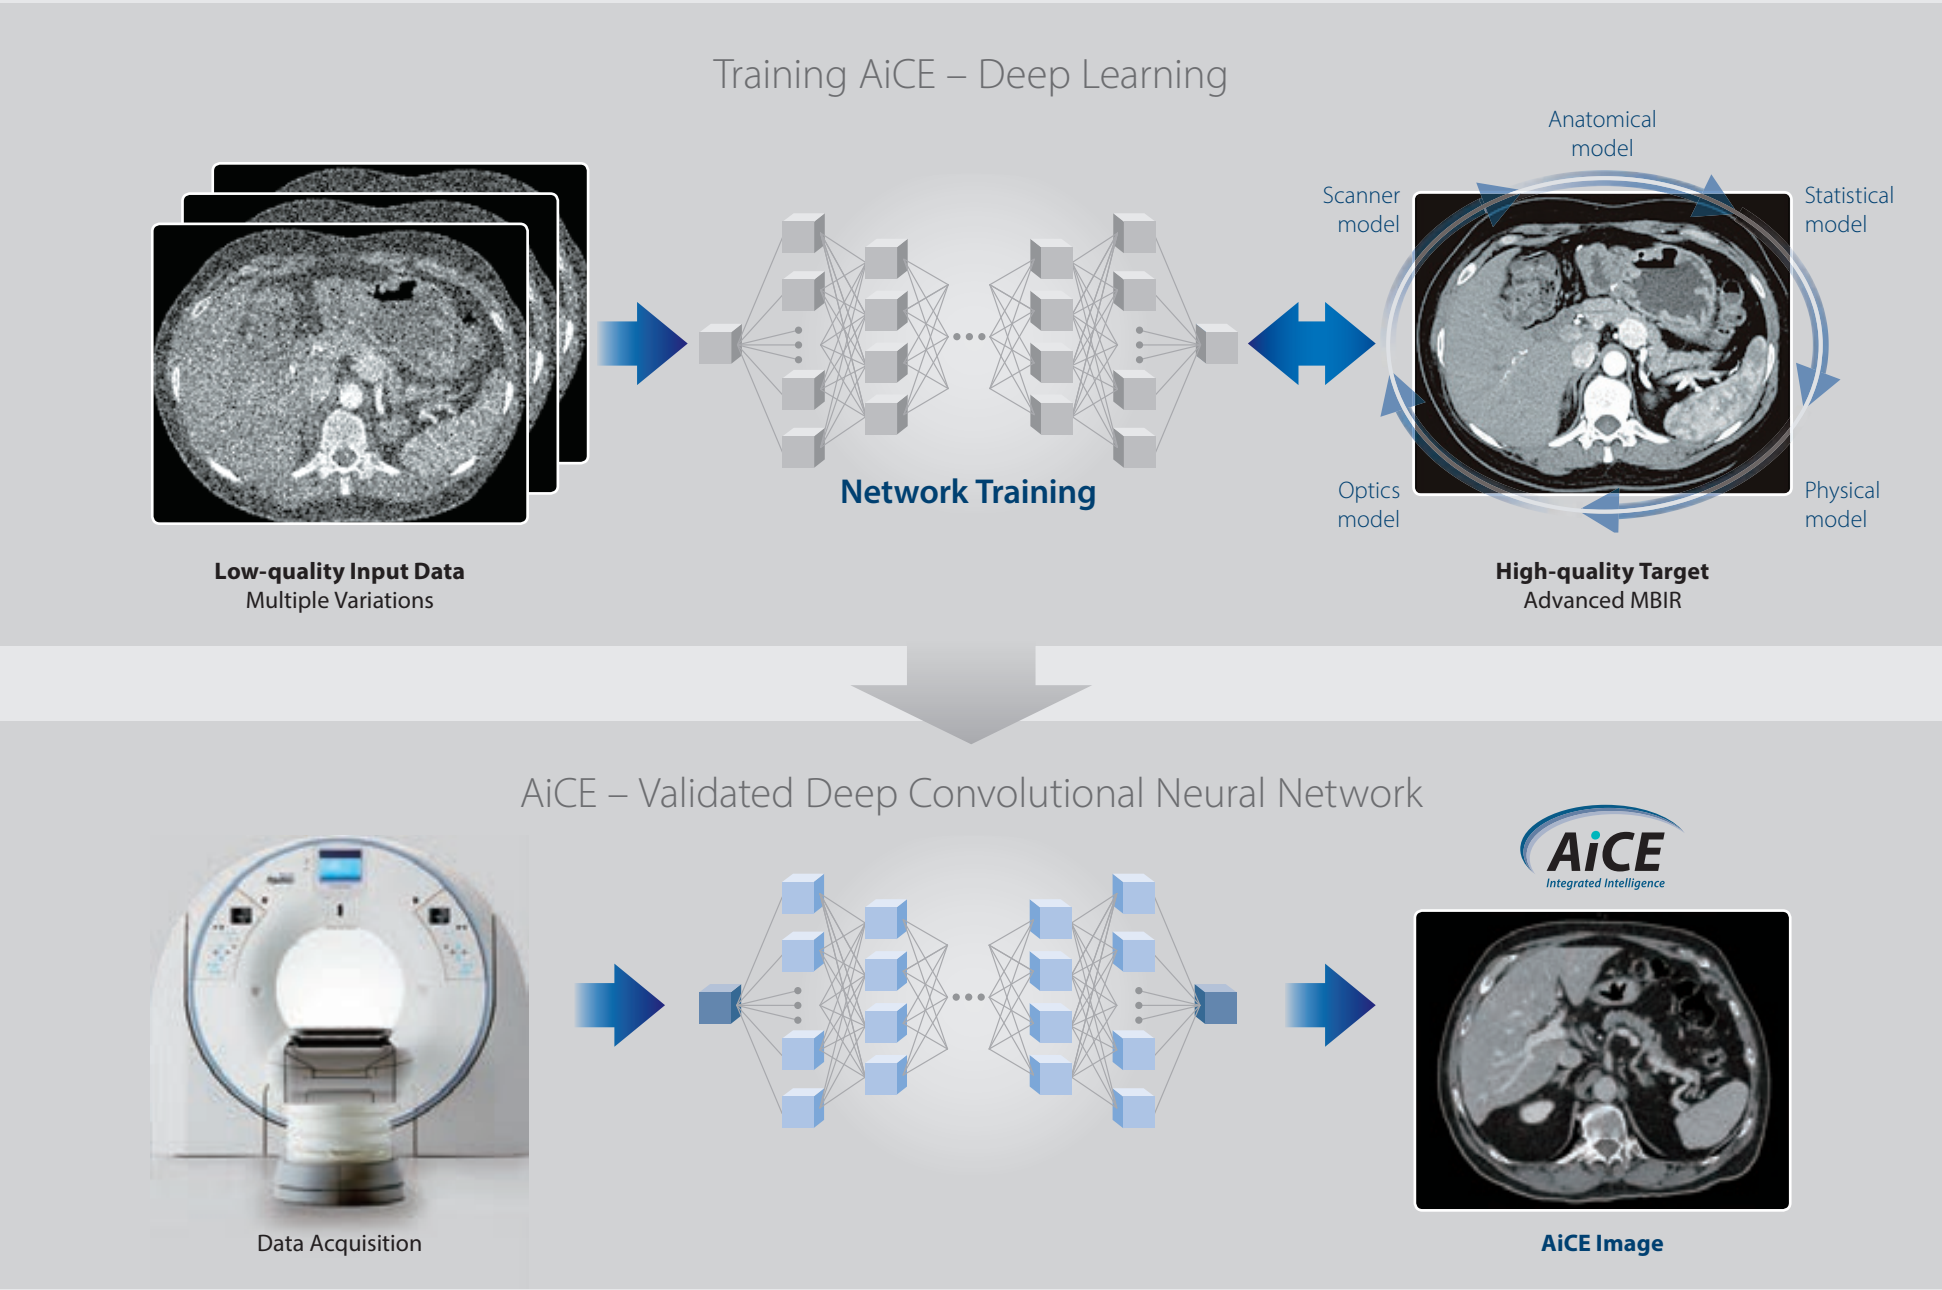 Training AiCE – Deep Learning
Anatomical
model
Scanner
model
Statistical
model
Network Training
Optics
model
Physical
model
Low-quality Input Data
Multiple Variations
High-quality Target
Advanced MBIR
AiCE – Validated Deep Convolutional Neural Network
AiCE
Integrated Intelligence
Data Acquisition
AiCE Image